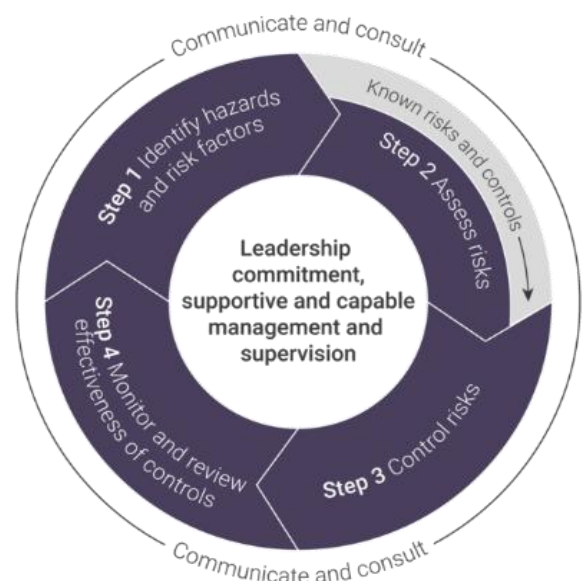 Communicate and consult
Step 1 Identify hazards
and risk factors
Known risks and controls
Step 2 Assess risks
Leadership
commitment,
supportive and capable
management and
supervision
Step 3 Control risks
Step 4 Monitor and review
effectiveness of controls
Communicate and consult